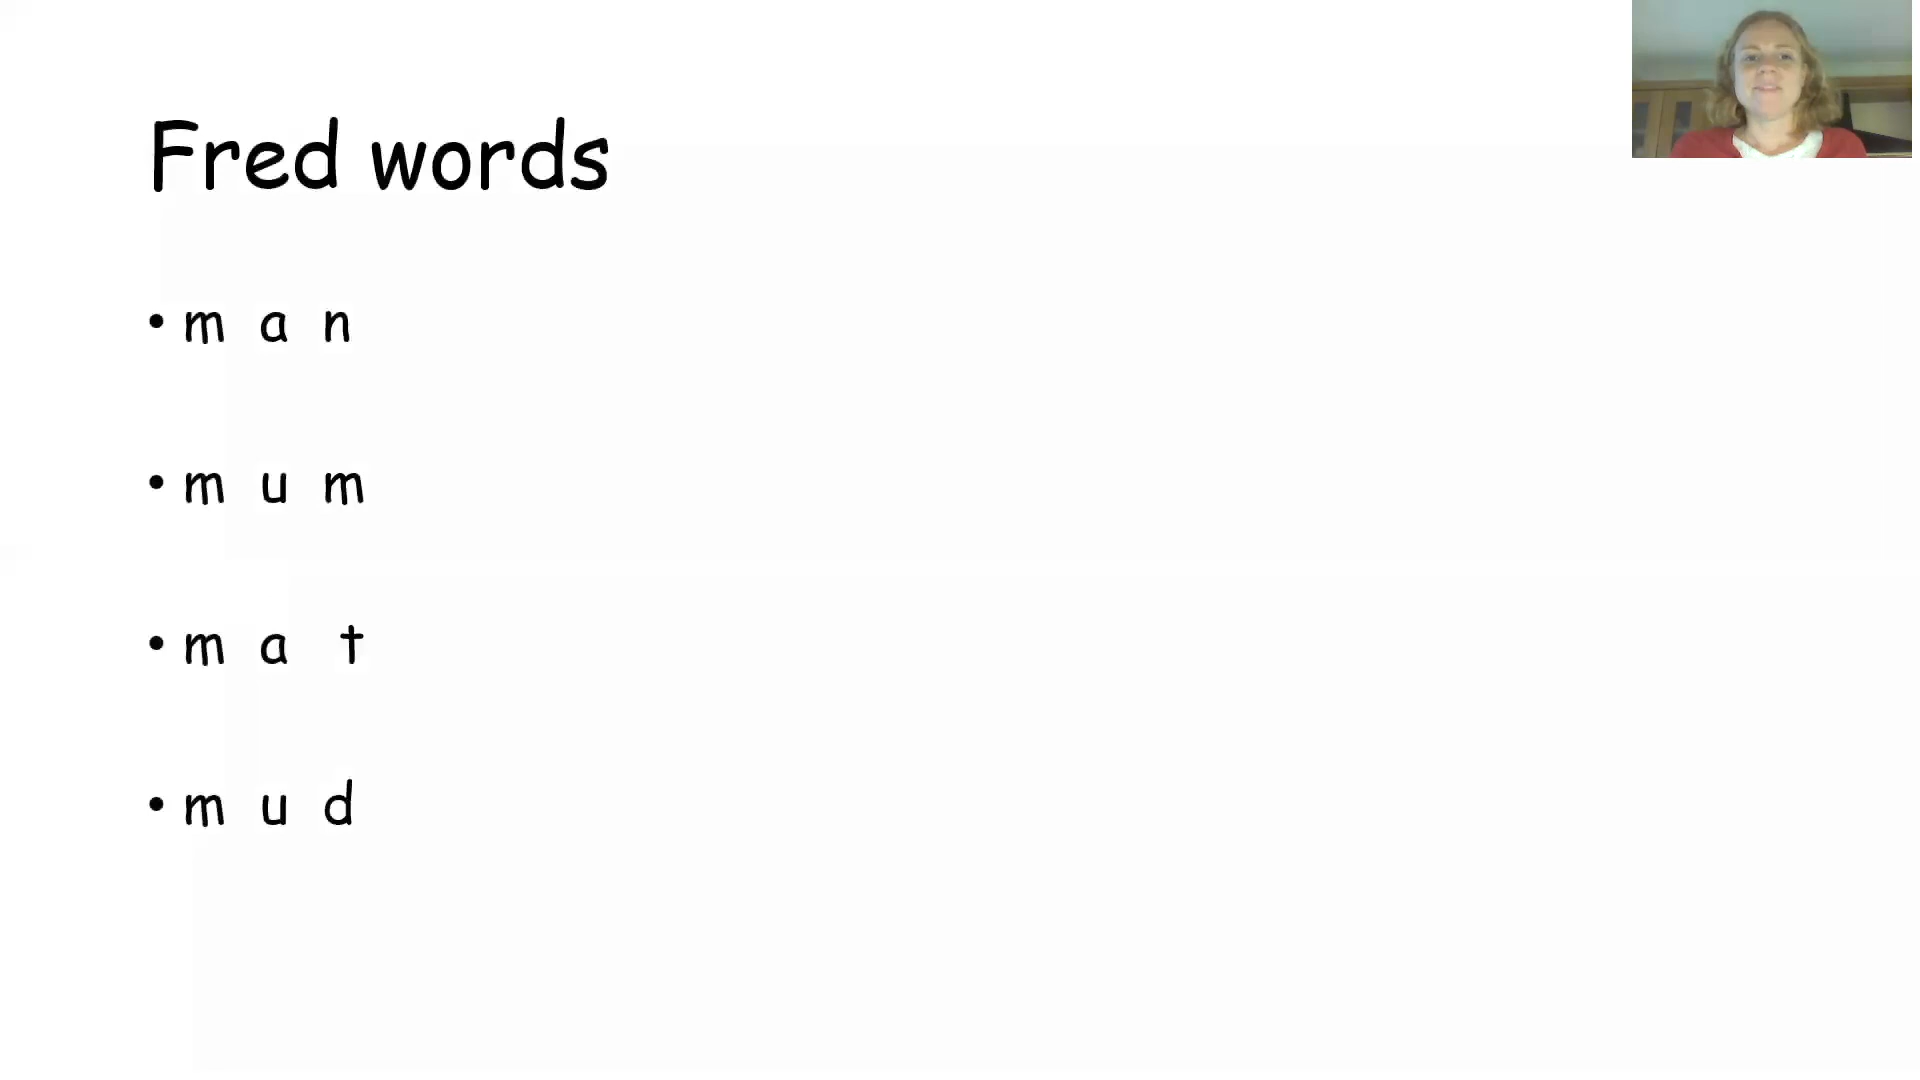 Fred words
• m a n
• m u m
• m a t
• m u d